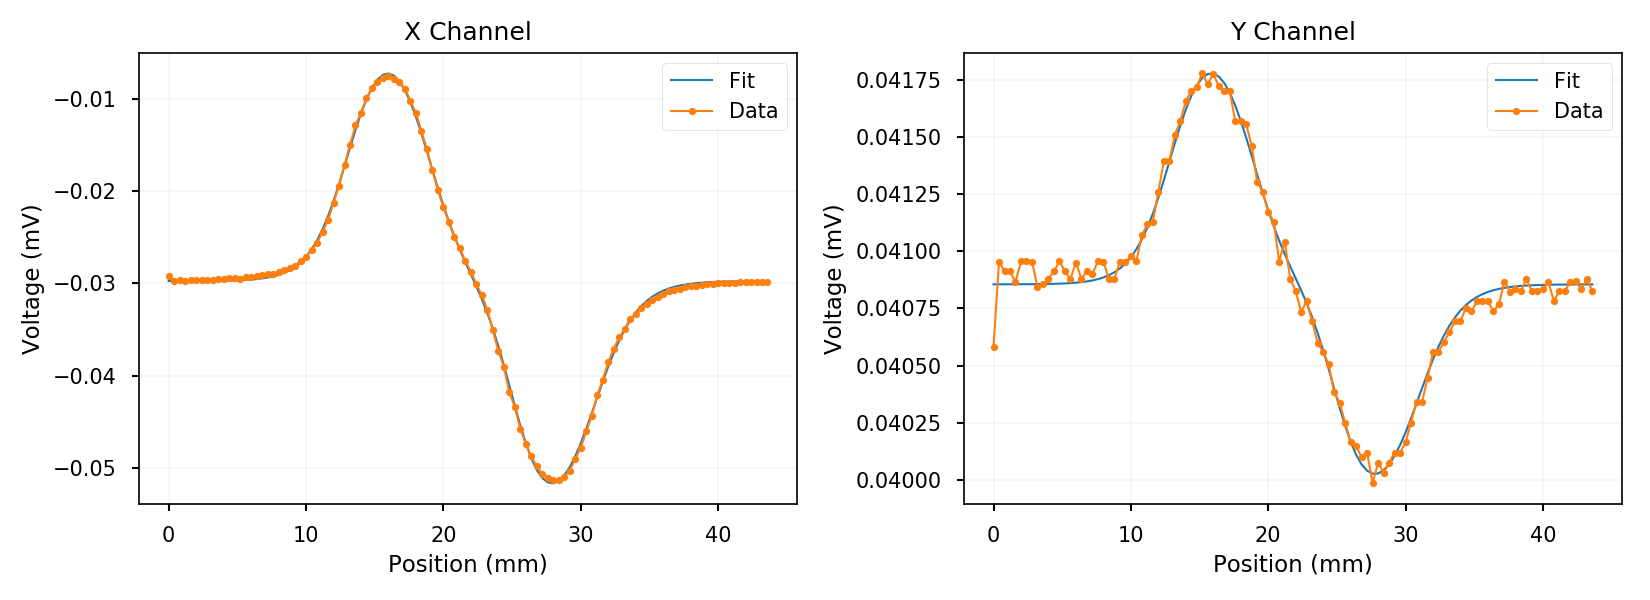 X Channel
Voltage (mV)
−0.01
−0.02
−0.03
−0.04
−0.05
Fit
Data
0 10 20 30 40
Position (mm)
Y Channel
Voltage (mV)
0.04175
0.04150
0.04125
0.04100
0.04075
0.04050
0.04025
0.04000
Fit
Data
0 10 20 30 40
Position (mm)